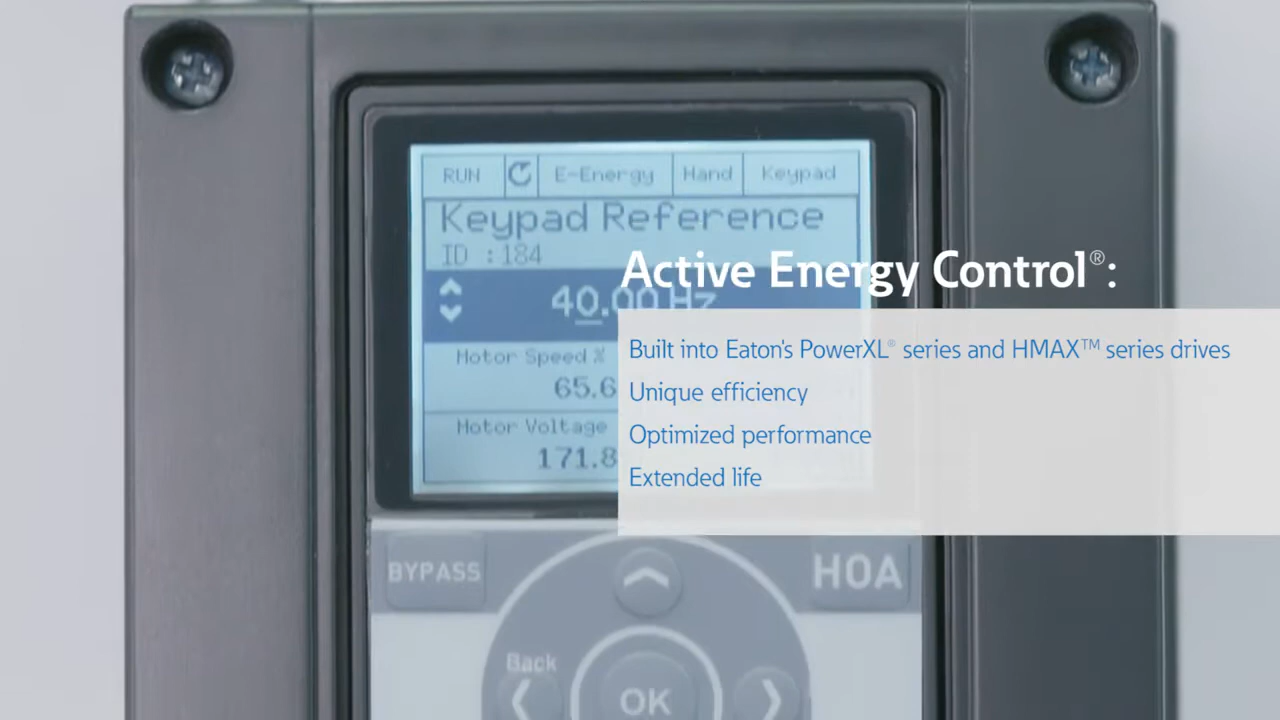 RUN E-Energy Hand Keypad
Keypad Reference
ID :184
40.00 Hz
Motor Speed %
65.6
Motor Voltage
171.8
Active Energy Control®:
Built into Eaton's PowerXL® series and HMAX™ series drives
Unique efficiency
Optimized performance
Extended life
BYPASS
HOA
Back
OK